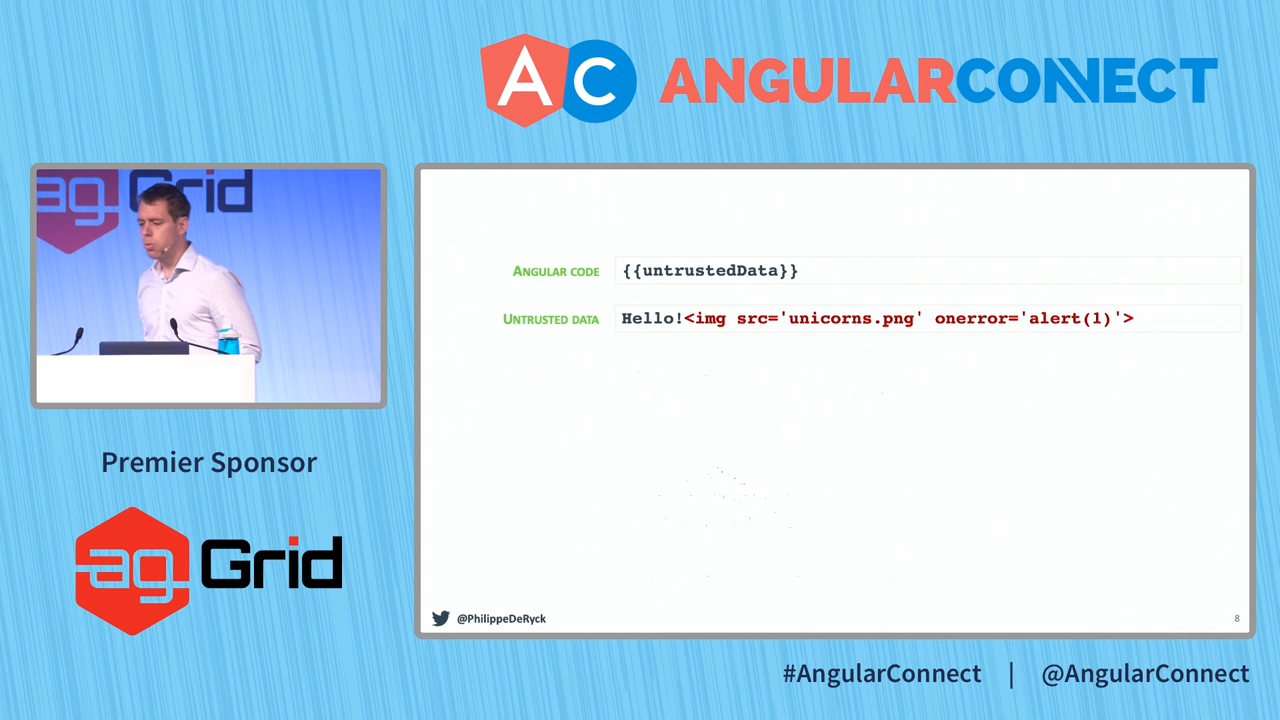 AC ANGULARCONNECT
ag Grid
ANGULAR CODE {{untrustedData}}
UNTRUSTED DATA Hello!<img src='unicorns.png' onerror='alert(1)'>
Premier Sponsor
ag Grid
@PhilippeDeRyck 8
#AngularConnect | @AngularConnect